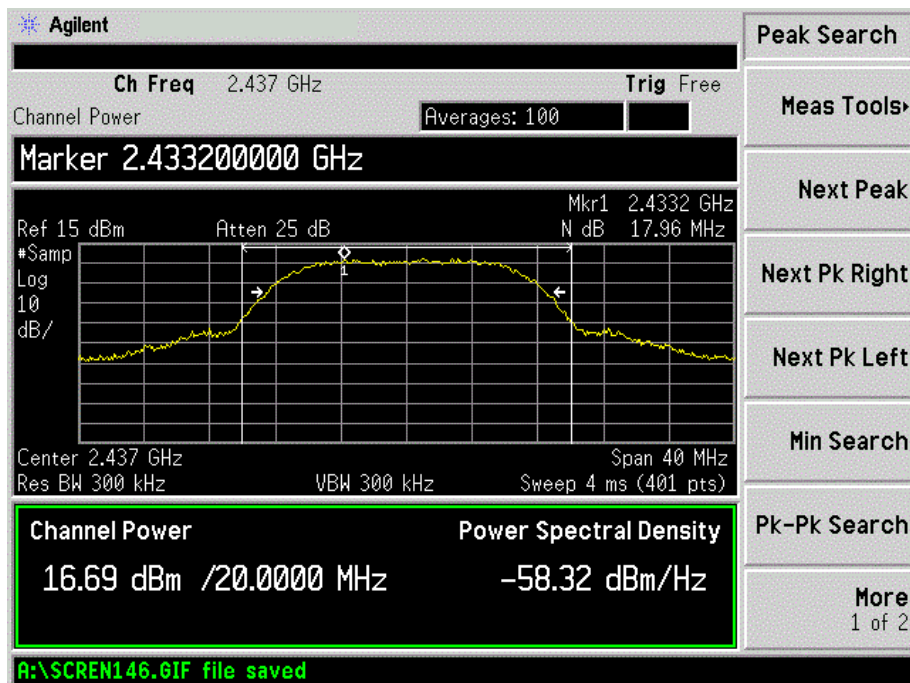 Agilent
Peak Search
Ch Freq 2.437 GHz Trig Free
Channel Power Averages: 100
Meas Tools
Marker 2.433200000 GHz
Next Peak
Mkr1 2.4332 GHz
Ref 15 dBm Atten 25 dB N dB 17.96 MHz
#Samp
Log
10
dB/
1
Next Pk Right
Next Pk Left
Min Search
Center 2.437 GHz Span 40 MHz
Res BW 300 kHz VBW 300 kHz Sweep 4 ms (401 pts)
Pk-Pk Search
Channel Power Power Spectral Density
16.69 dBm /20.0000 MHz -58.32 dBm/Hz
More
1 of 2
A:\SCREN146.GIF file saved